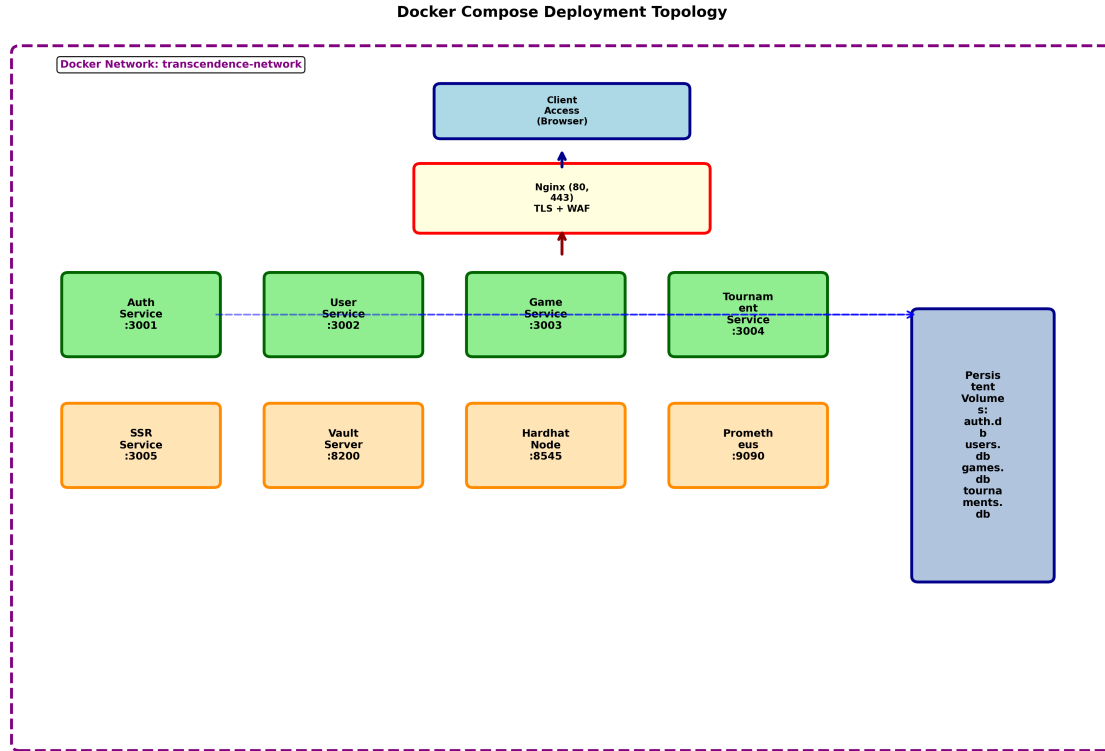 Docker Compose Deployment Topology
Docker Network: transcendence-network
Client
Access
(Browser)
Nginx (80,
443)
TLS + WAF
Auth
Service
:3001
User
Service
:3002
Game
Service
:3003
Tournam
ent
Service
:3004
SSR
Service
:3005
Vault
Server
:8200
Hardhat
Node
:8545
Prometh
eus
:9090
Persis
tent
Volume
s:
auth.d
b
users.
db
games.
db
tourna
ments.
db